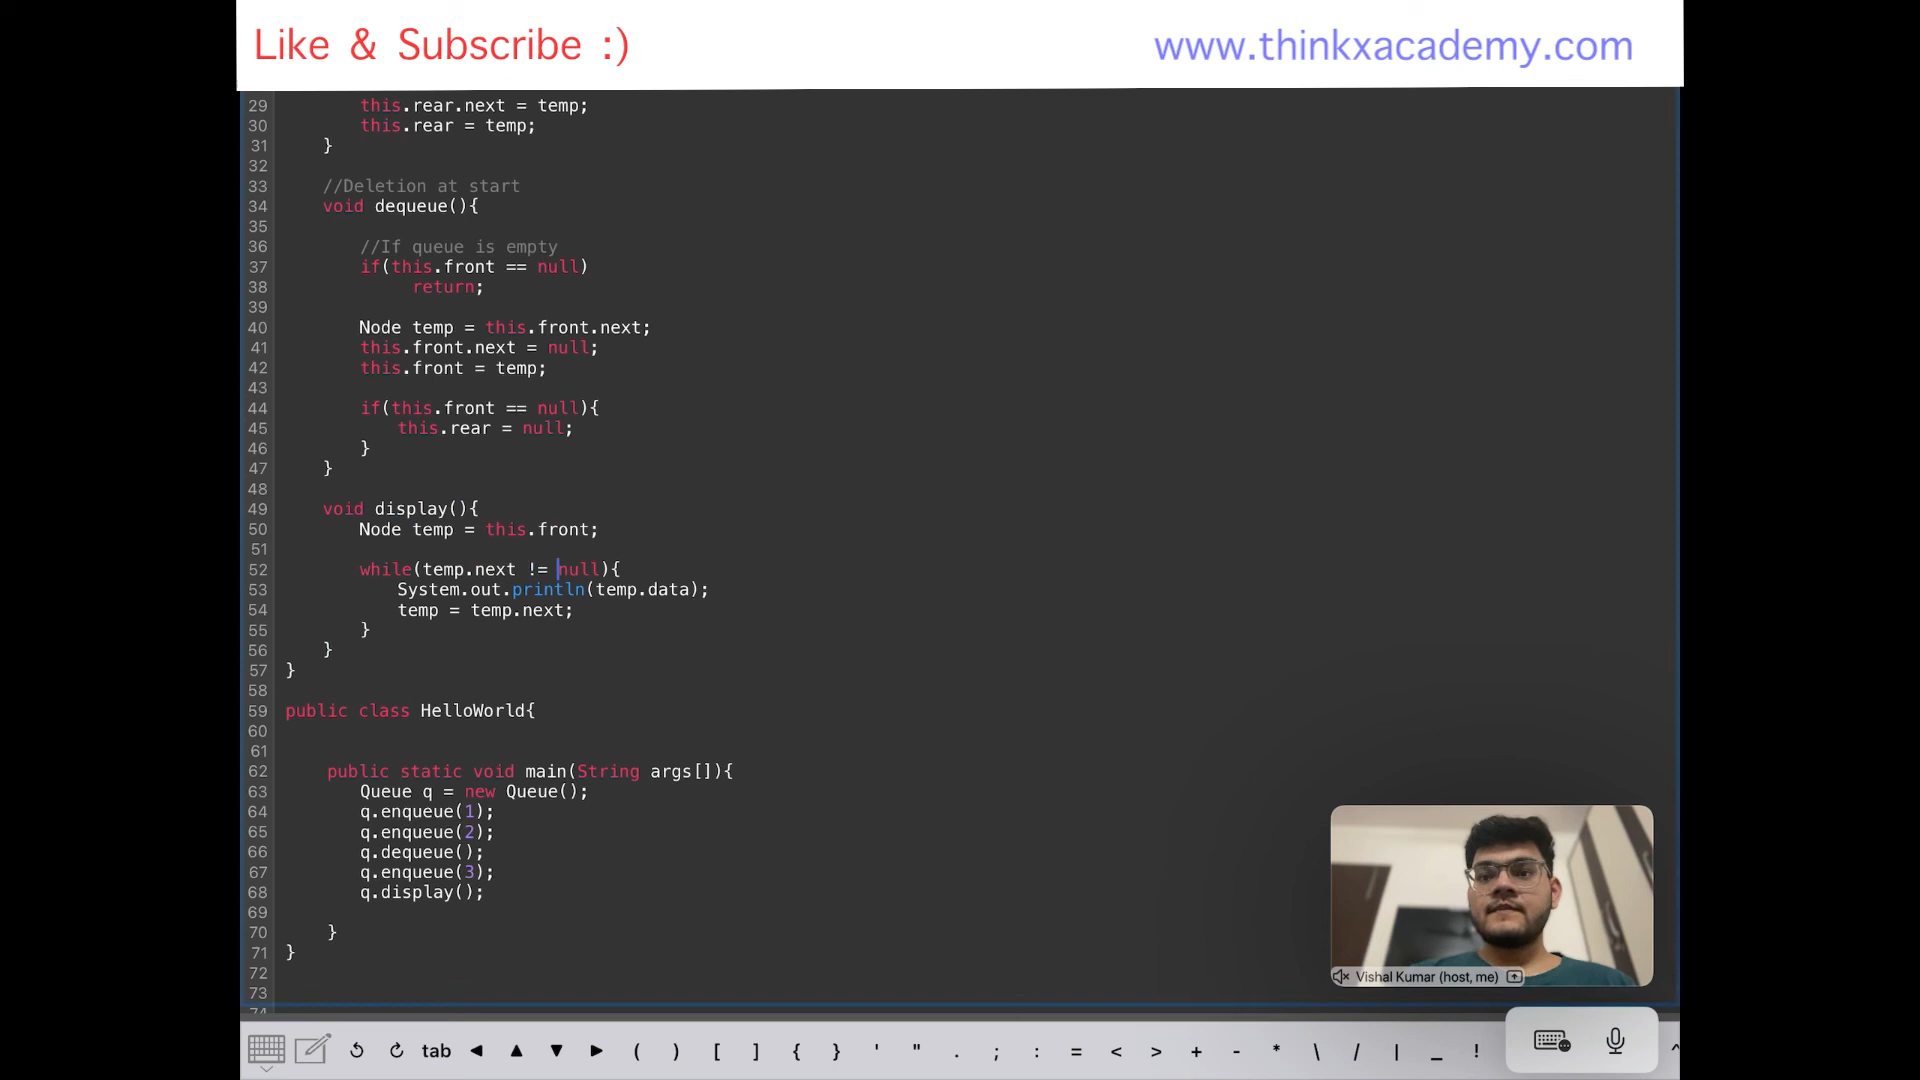 Like & Subscribe :)
www.thinkxacademy.com
29 this.rear.next = temp;
30 this.rear = temp;
31 }
32
33 //Deletion at start
34 void dequeue(){
35
36 //If queue is empty
37 if(this.front == null)
38 return;
39
40 Node temp = this.front.next;
41 this.front.next = null;
42 this.front = temp;
43
44 if(this.front == null){
45 this.rear = null;
46 }
47 }
48
49 void display(){
50 Node temp = this.front;
51
52 while(temp.next != null){
53 System.out.println(temp.data);
54 temp = temp.next;
55 }
56 }
57 }
58
59 public class HelloWorld{
60
61
62 public static void main(String args[]){
63 Queue q = new Queue();
64 q.enqueue(1);
65 q.enqueue(2);
66 q.dequeue();
67 q.enqueue(3);
68 q.display();
69
70 }
71 }
72
73
74
Vishal Kumar (host, me)
tab ◀ ▲ ▼ ▶ ( ) [ ] { } ' " . ; : = < > + - * \ / | _ ! ^